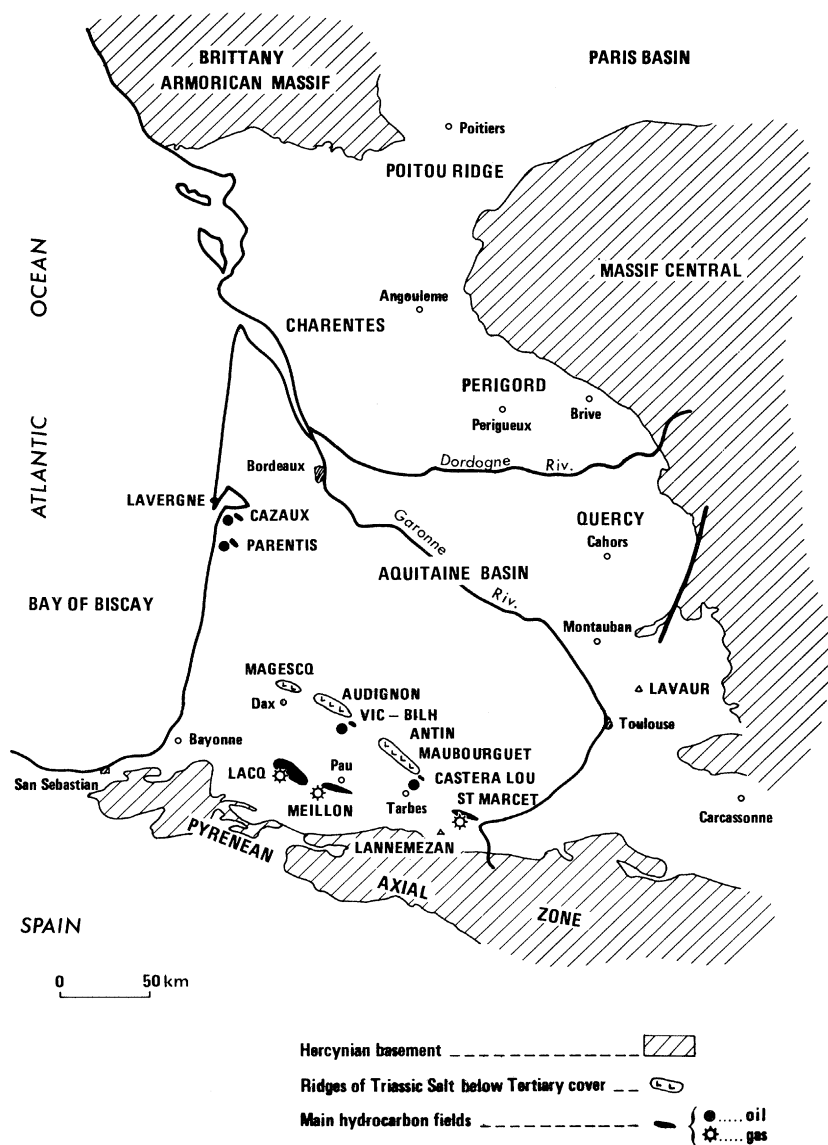 BRITTANY
ARMORICAN MASSIF
PARIS BASIN
Poitiers
POITOU RIDGE
OCEAN
MASSIF CENTRAL
Angouleme
CHARENTES
PERIGORD
Perigueux
Brive
ATLANTIC
Bordeaux
Dordogne Riv.
LAVERGNE
CAZAUX
PARENTIS
Garonne Riv.
QUERCY
Cahors
AQUITAINE BASIN
BAY OF BISCAY
Montauban
MAGESCQ
Dax
AUDIGNON
VIC – BILH
LAVAUR
Toulouse
ANTIN
MAUBOURGUET
Bayonne
San Sebastian
LACQ
Pau
MEILLON
CASTERA LOU
Tarbes
ST MARCET
Carcassonne
LANNEMEZAN
PYRENEAN
AXIAL
ZONE
SPAIN
0 50 km
Hercynian basement
Ridges of Triassic Salt below Tertiary cover
Main hydrocarbon fields
..... oil
..... gas